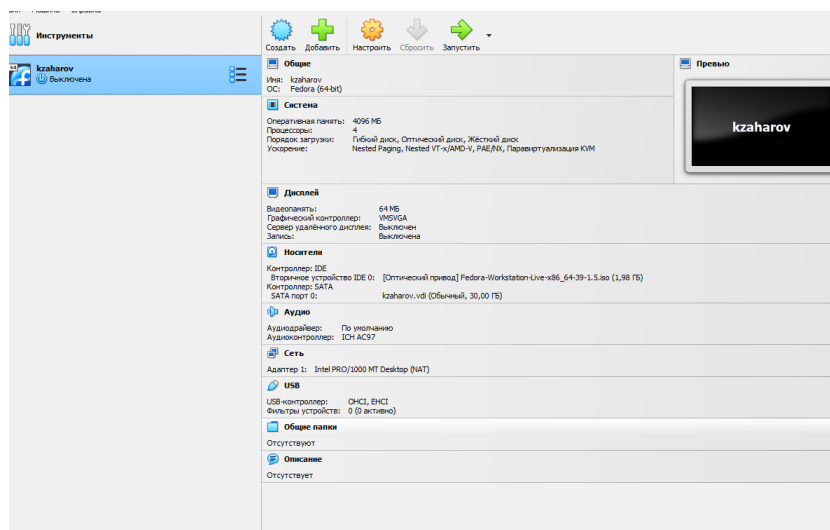 Инструменты
Создать Добавить Настроить Сбросить Запустить
64
kzaharov
Выключена
Общие
Имя: kzaharov
ОС: Fedora (64-bit)
Превью
kzaharov
Система
Оперативная память: 4096 МБ
Процессоры: 4
Порядок загрузки: Гибкий диск, Оптический диск, Жёсткий диск
Ускорение: Nested Paging, Nested VT-x/AMD-V, PAE/NX, Паравиртуализация KVM
Дисплей
Видеопамять: 64 МБ
Графический контроллер: VMSVGA
Сервер удалённого дисплея: Выключен
Запись: Выключена
Носители
Контроллер: IDE
Вторичное устройство IDE 0: [Оптический привод] Fedora-Workstation-Live-x86_64-39-1.5.iso (1,98 ГБ)
Контроллер: SATA
SATA порт 0: kzaharov.vdi (Обычный, 30,00 ГБ)
Аудио
Аудиодрайвер: По умолчанию
Аудиоконтроллер: ICH AC97
Сеть
Адаптер 1: Intel PRO/1000 MT Desktop (NAT)
USB
USB-контроллер: OHCI, EHCI
Фильтры устройств: 0 (0 активно)
Общие папки
Отсутствуют
Описание
Отсутствует